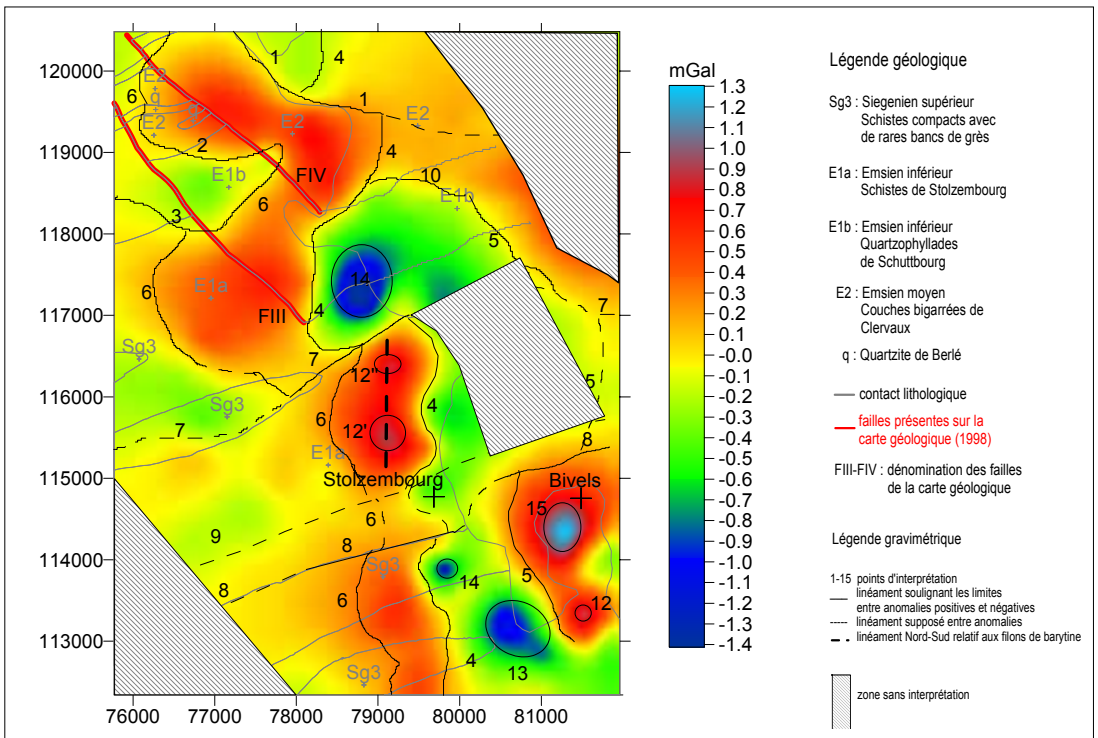 120000
119000
118000
117000
116000
115000
114000
113000
76000 77000 78000 79000 80000 81000
1
4
6
E2
q
E2
q
1
E2
E2
2
4
10
FIV
E1b
E1b
3
6
5
6
E1a
14
4
FIII
7
7
Sg3
12''
5
Sg3
6
4
7
12'
8
E1a
Stolzembourg
Bivels
15
6
9
8
Sg3
14
5
8
6
12
4
13
Sg3
mGal
1.3
1.2
1.1
1.0
0.9
0.8
0.7
0.6
0.5
0.4
0.3
0.2
0.1
-0.0
-0.1
-0.2
-0.3
-0.4
-0.5
-0.6
-0.7
-0.8
-0.9
-1.0
-1.1
-1.2
-1.3
-1.4
Légende géologique
Sg3 : Siegenien supérieur
Schistes compacts avec
de rares bancs de grès
E1a : Emsien inférieur
Schistes de Stolzembourg
E1b : Emsien inférieur
Quartzophyllades
de Schuttbourg
E2 : Emsien moyen
Couches bigarrées de
Clervaux
q : Quartzite de Berlé
contact lithologique
failles présentes sur la
carte géologique (1998)
FIII-FIV : dénomination des failles
de la carte géologique
Légende gravimétrique
1-15 points d'interprétation
linéament soulignant les limites
entre anomalies positives et négatives
linéament supposé entre anomalies
linéament Nord-Sud relatif aux filons de barytine
zone sans interprétation